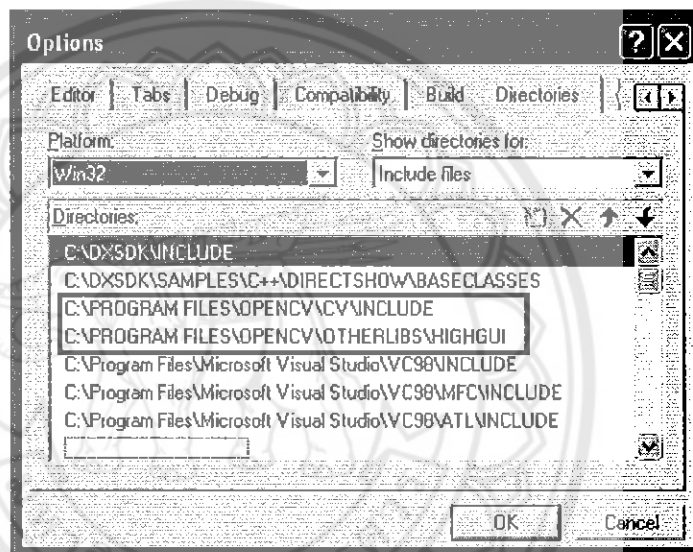 Options
Editor Tabs Debug Compatibility Build Directories
Platform: Show directories for:
Win32 Include files
Directories:
C:\DXSDK\INCLUDE
C:\DXSDK\SAMPLES\C++\DIRECTSHOW\BASECLASSES
C:\PROGRAM FILES\OPENCV\CV\INCLUDE
C:\PROGRAM FILES\OPENCV\OTHERLIBS\HIGHGUI
C:\Program Files\Microsoft Visual Studio\VC98\INCLUDE
C:\Program Files\Microsoft Visual Studio\VC98\MFC\INCLUDE
C:\Program Files\Microsoft Visual Studio\VC98\ATL\INCLUDE
OK Cancel